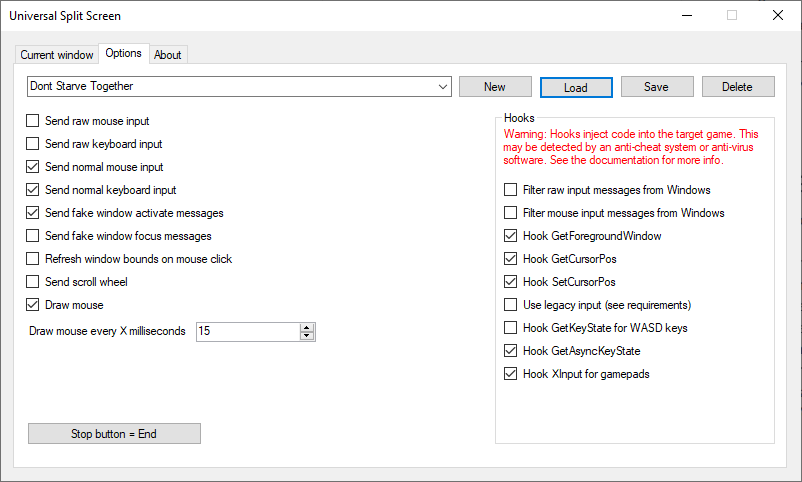 Universal Split Screen
Current window
Options
About
Dont Starve Together
New
Load
Save
Delete
Send raw mouse input
Send raw keyboard input
Send normal mouse input
Send normal keyboard input
Send fake window activate messages
Send fake window focus messages
Refresh window bounds on mouse click
Send scroll wheel
Draw mouse
Draw mouse every X milliseconds
15
Stop button = End
Hooks
Warning: Hooks inject code into the target game. This
may be detected by an anti-cheat system or anti-virus
software. See the documentation for more info.
Filter raw input messages from Windows
Filter mouse input messages from Windows
Hook GetForegroundWindow
Hook GetCursorPos
Hook SetCursorPos
Use legacy input (see requirements)
Hook GetKeyState for WASD keys
Hook GetAsyncKeyState
Hook XInput for gamepads